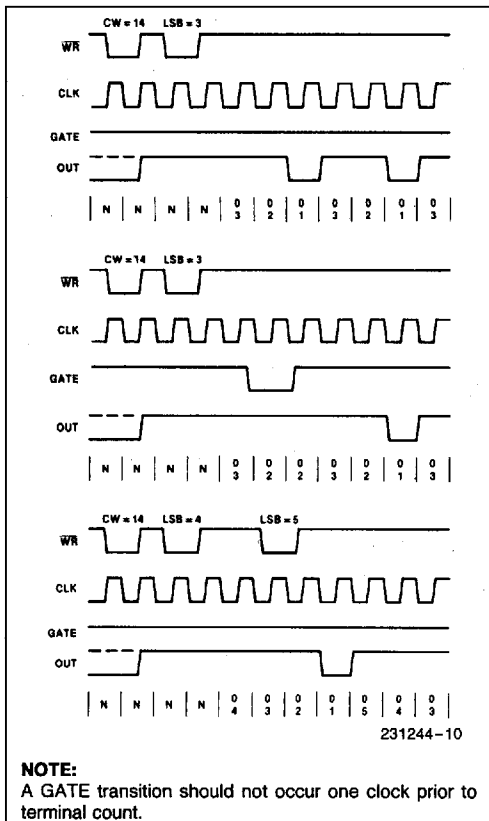 CW = 14 LSB = 3
WR
CLK
GATE
OUT
N N N N 0 0 0 0 0 0 0
3 2 1 3 2 1 3
CW = 14 LSB = 3
WR
CLK
GATE
OUT
N N N N 0 0 0 0 0 0 0
3 2 2 3 2 1 3
CW = 14 LSB = 4 LSB = 5
WR
CLK
GATE
OUT
N N N N 0 0 0 0 0 0 0
4 3 2 1 5 4 3
231244-10
NOTE:
A GATE transition should not occur one clock prior to
terminal count.